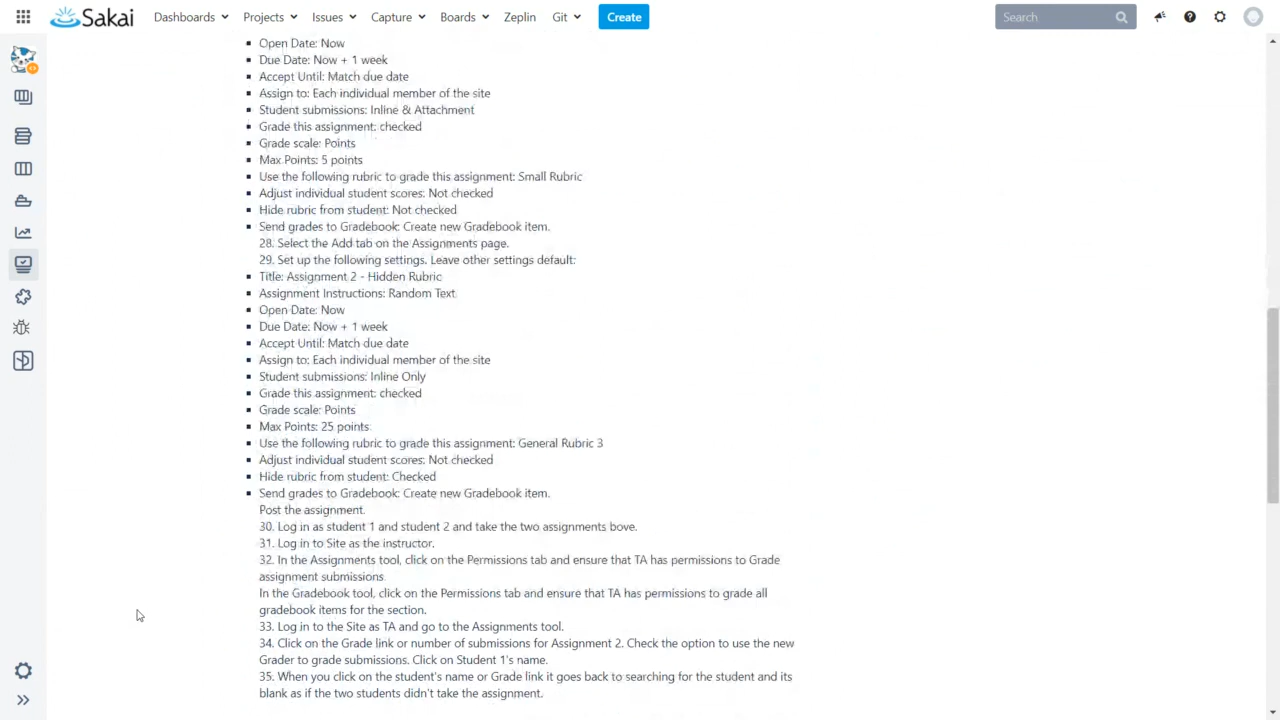 Sakai Dashboards Projects Issues Capture Boards Zeplin Git Create Search
Open Date: Now
Due Date: Now + 1 week
Accept Until: Match due date
Assign to: Each individual member of the site
Student submissions: Inline & Attachment
Grade this assignment: checked
Grade scale: Points
Max Points: 5 points
Use the following rubric to grade this assignment: Small Rubric
Adjust individual student scores: Not checked
Hide rubric from student: Not checked
Send grades to Gradebook: Create new Gradebook item.
28. Select the Add tab on the Assignments page.
29. Set up the following settings. Leave other settings default:
Title: Assignment 2 - Hidden Rubric
Assignment Instructions: Random Text
Open Date: Now
Due Date: Now + 1 week
Accept Until: Match due date
Assign to: Each individual member of the site
Student submissions: Inline Only
Grade this assignment: checked
Grade scale: Points
Max Points: 25 points
Use the following rubric to grade this assignment: General Rubric 3
Adjust individual student scores: Not checked
Hide rubric from student: Checked
Send grades to Gradebook: Create new Gradebook item.
Post the assignment.
30. Log in as student 1 and student 2 and take the two assignments bove.
31. Log in to Site as the instructor.
32. In the Assignments tool, click on the Permissions tab and ensure that TA has permissions to Grade
assignment submissions.
In the Gradebook tool, click on the Permissions tab and ensure that TA has permissions to grade all
gradebook items for the section.
33. Log in to the Site as TA and go to the Assignments tool.
34. Click on the Grade link or number of submissions for Assignment 2. Check the option to use the new
Grader to grade submissions. Click on Student 1's name.
35. When you click on the student's name or Grade link it goes back to searching for the student and its
blank as if the two students didn't take the assignment.